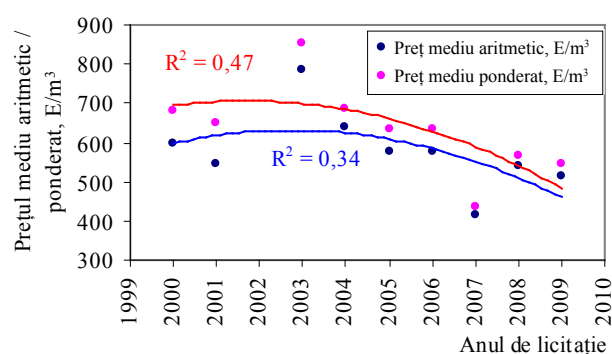 Prețul mediu aritmetic /
ponderat, E/m³
900
800
700
600
500
400
300
R² = 0,47
R² = 0,34
Preț mediu aritmetic, E/m³
Preț mediu ponderat, E/m³
1999
2000
2001
2002
2003
2004
2005
2006
2007
2008
2009
2010
Anul de licitație